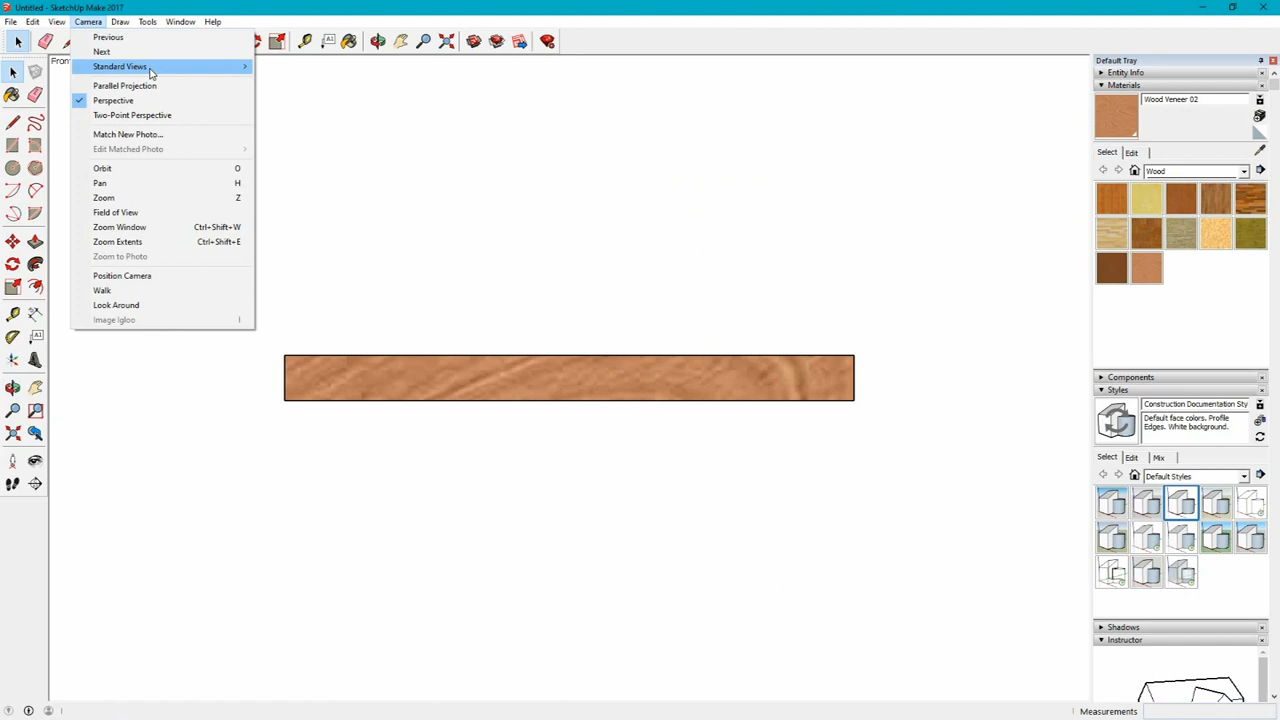 Untitled - SketchUp Make 2017
File Edit View Camera Draw Tools Window Help
Previous
Next
Standard Views
Parallel Projection
Perspective
Two-Point Perspective
Match New Photo...
Edit Matched Photo
Orbit O
Pan H
Zoom Z
Field of View
Zoom Window Ctrl+Shift+W
Zoom Extents Ctrl+Shift+E
Zoom to Photo
Position Camera
Walk
Look Around
Image Igloo I
Fron
Default Tray
Entity Info
Materials
Wood Veneer 02
Select Edit
Wood
Components
Styles
Construction Documentation Sty
Default face colors. Profile
Edges. White background.
Select Edit Mix
Default Styles
Shadows
Instructor
Measurements